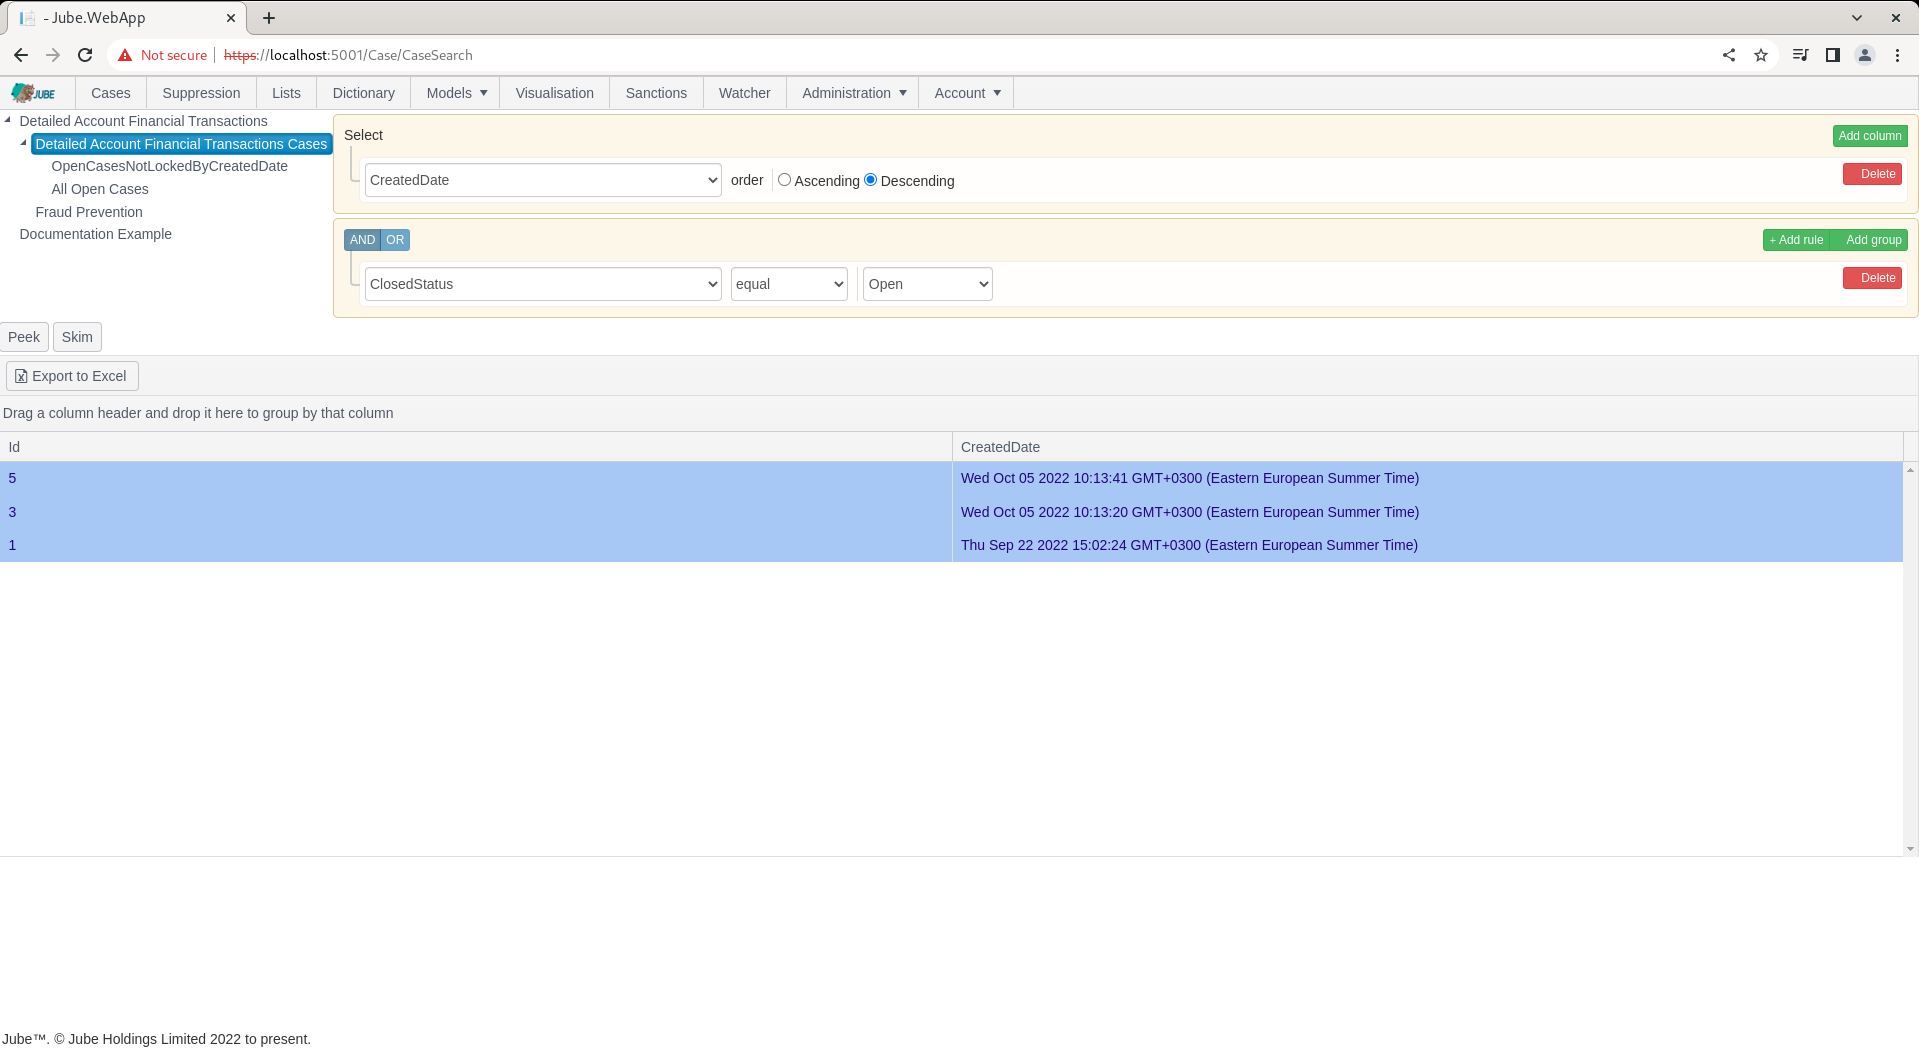 - Jube.WebApp
Not secure https://localhost:5001/Case/CaseSearch
JUBE Cases Suppression Lists Dictionary Models Visualisation Sanctions Watcher Administration Account
Detailed Account Financial Transactions
Detailed Account Financial Transactions Cases
OpenCasesNotLockedByCreatedDate
All Open Cases
Fraud Prevention
Documentation Example
Select Add column
CreatedDate order Ascending Descending Delete
AND OR + Add rule Add group
ClosedStatus equal Open Delete
Peek Skim
Export to Excel
Drag a column header and drop it here to group by that column
Id CreatedDate
5 Wed Oct 05 2022 10:13:41 GMT+0300 (Eastern European Summer Time)
3 Wed Oct 05 2022 10:13:20 GMT+0300 (Eastern European Summer Time)
1 Thu Sep 22 2022 15:02:24 GMT+0300 (Eastern European Summer Time)
Jube™. © Jube Holdings Limited 2022 to present.